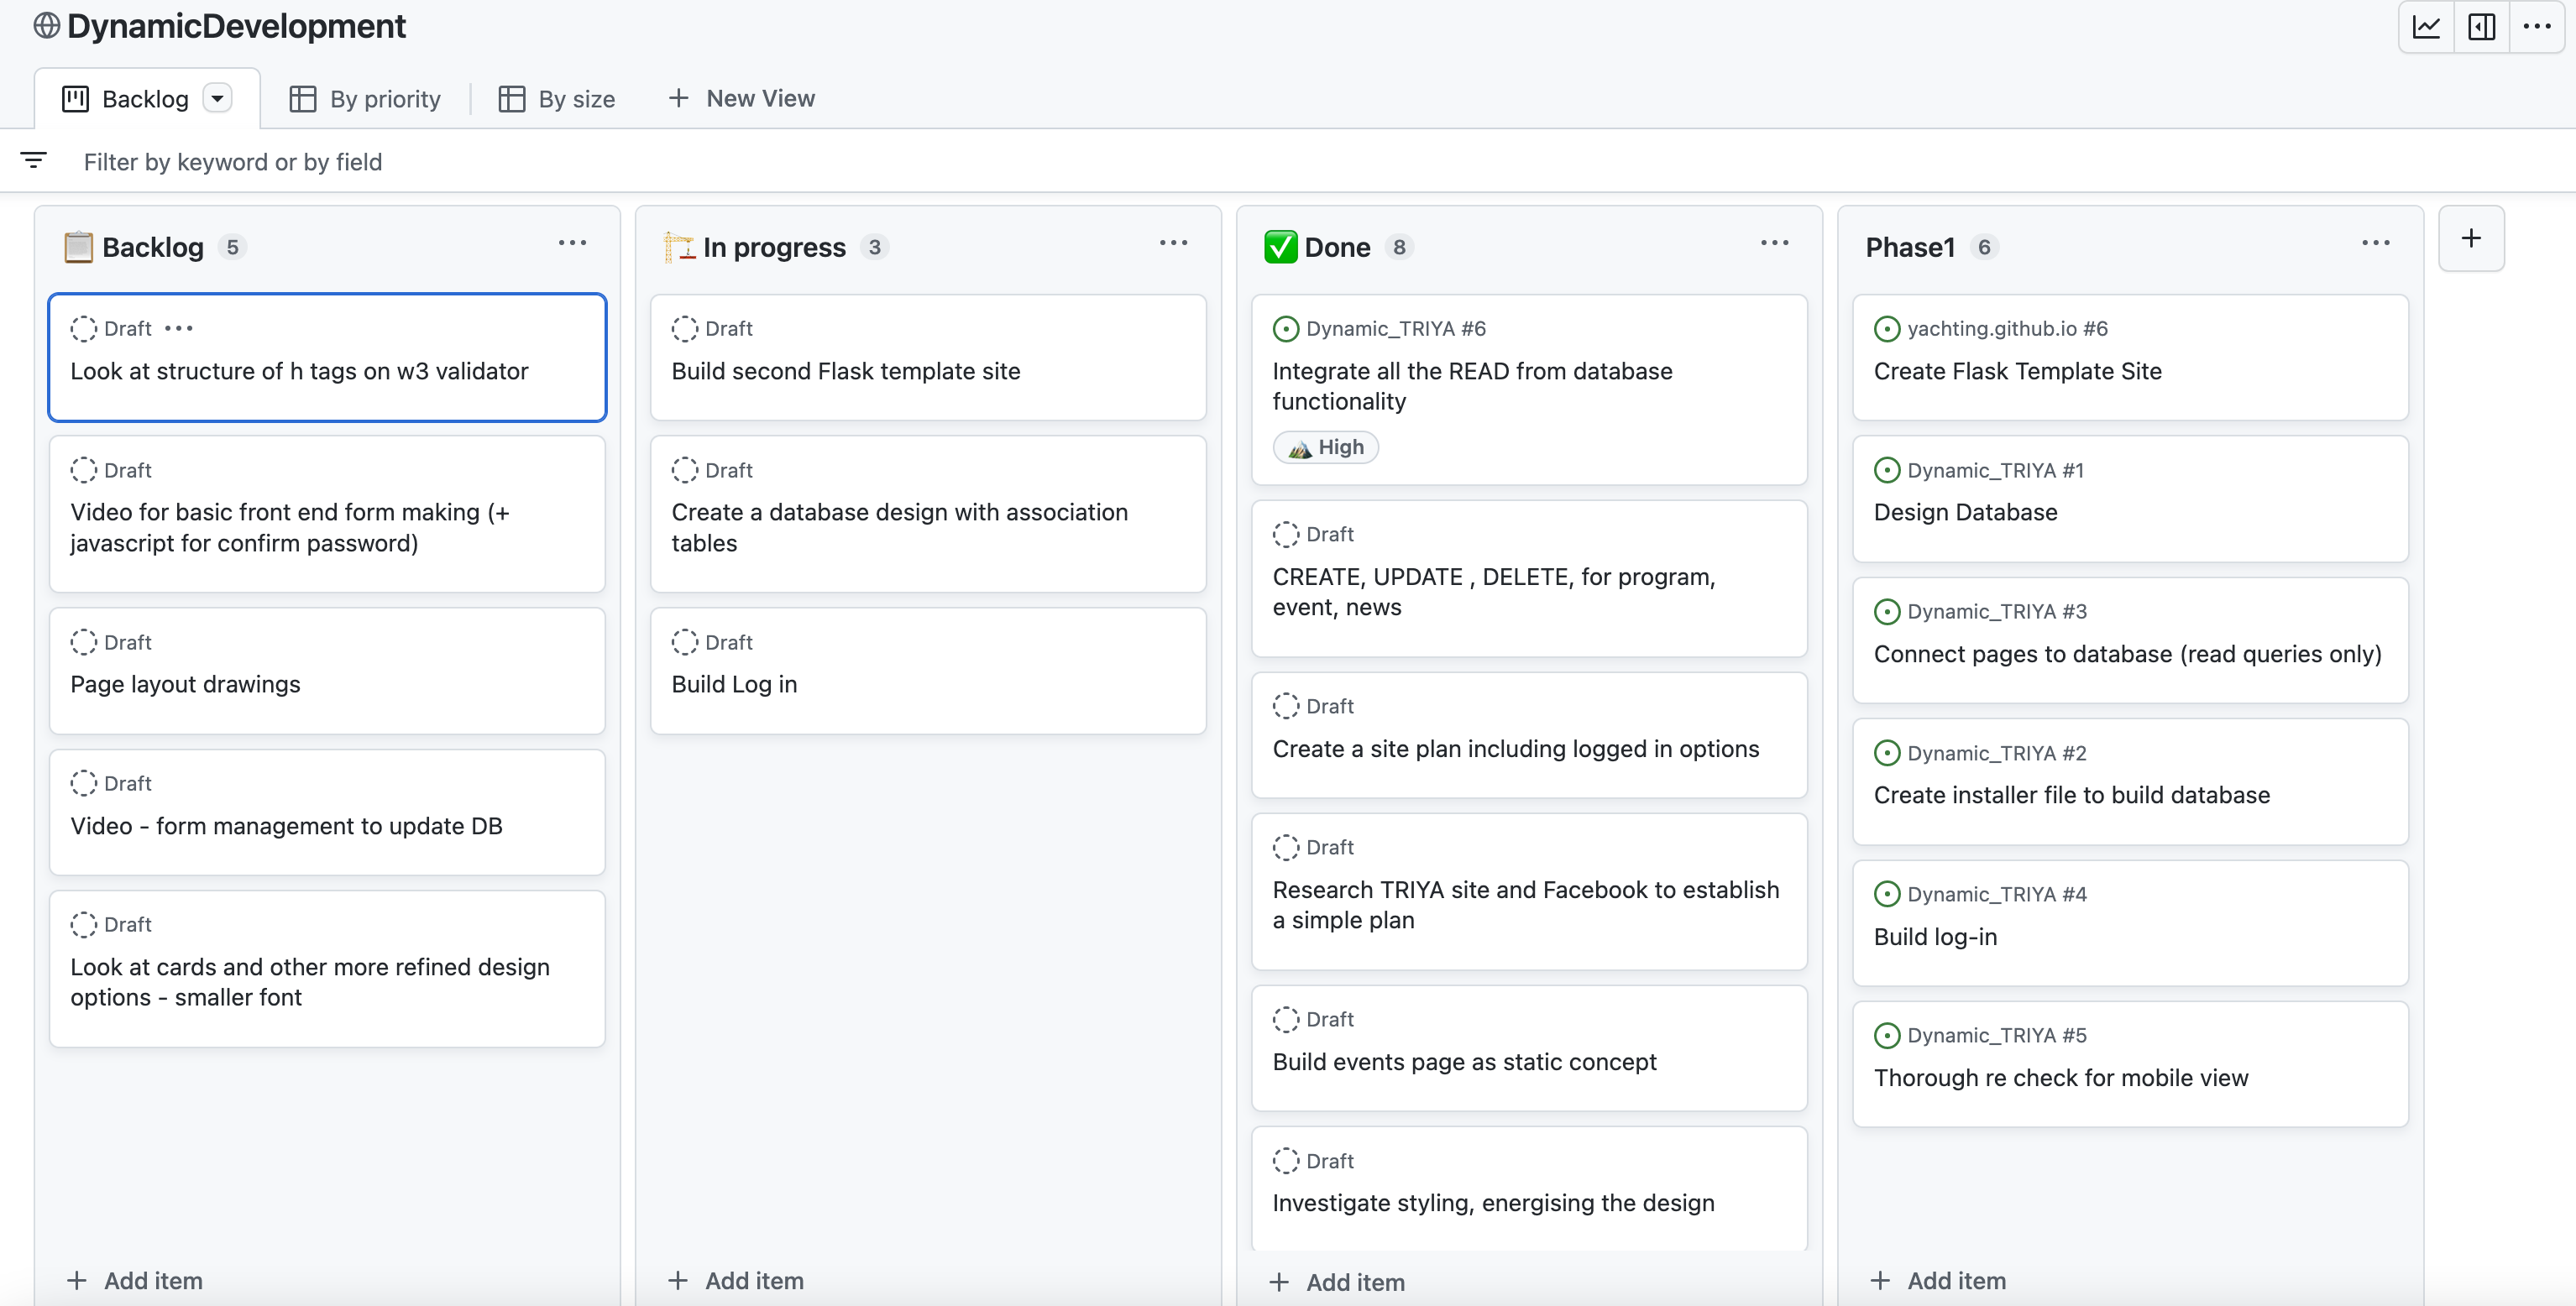 DynamicDevelopment
Backlog
By priority
By size
New View
Filter by keyword or by field
Backlog 5
Draft
Look at structure of h tags on w3 validator
Draft
Video for basic front end form making (+
javascript for confirm password)
Draft
Page layout drawings
Draft
Video - form management to update DB
Draft
Look at cards and other more refined design
options - smaller font
Add item
In progress 3
Draft
Build second Flask template site
Draft
Create a database design with association
tables
Draft
Build Log in
Add item
Done 8
Dynamic_TRIYA #6
Integrate all the READ from database
functionality
High
Draft
CREATE, UPDATE , DELETE, for program,
event, news
Draft
Create a site plan including logged in options
Draft
Research TRIYA site and Facebook to establish
a simple plan
Draft
Build events page as static concept
Draft
Investigate styling, energising the design
Add item
Phase1 6
yachting.github.io #6
Create Flask Template Site
Dynamic_TRIYA #1
Design Database
Dynamic_TRIYA #3
Connect pages to database (read queries only)
Dynamic_TRIYA #2
Create installer file to build database
Dynamic_TRIYA #4
Build log-in
Dynamic_TRIYA #5
Thorough re check for mobile view
Add item